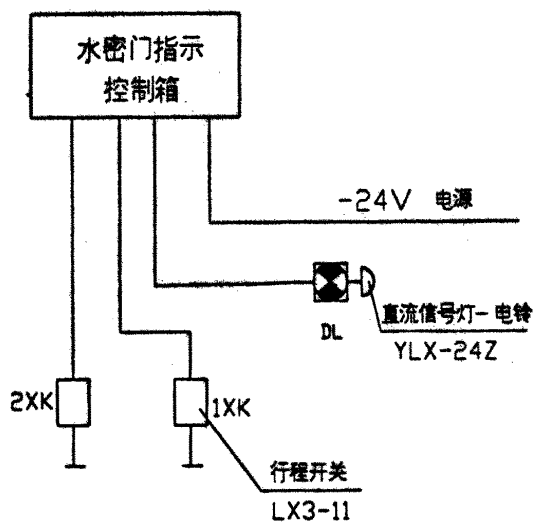 水密门指示
控制箱
-24V 电源
DL
直流信号灯-电铃
YLX-24Z
2XK
1XK
行程开关
LX3-11